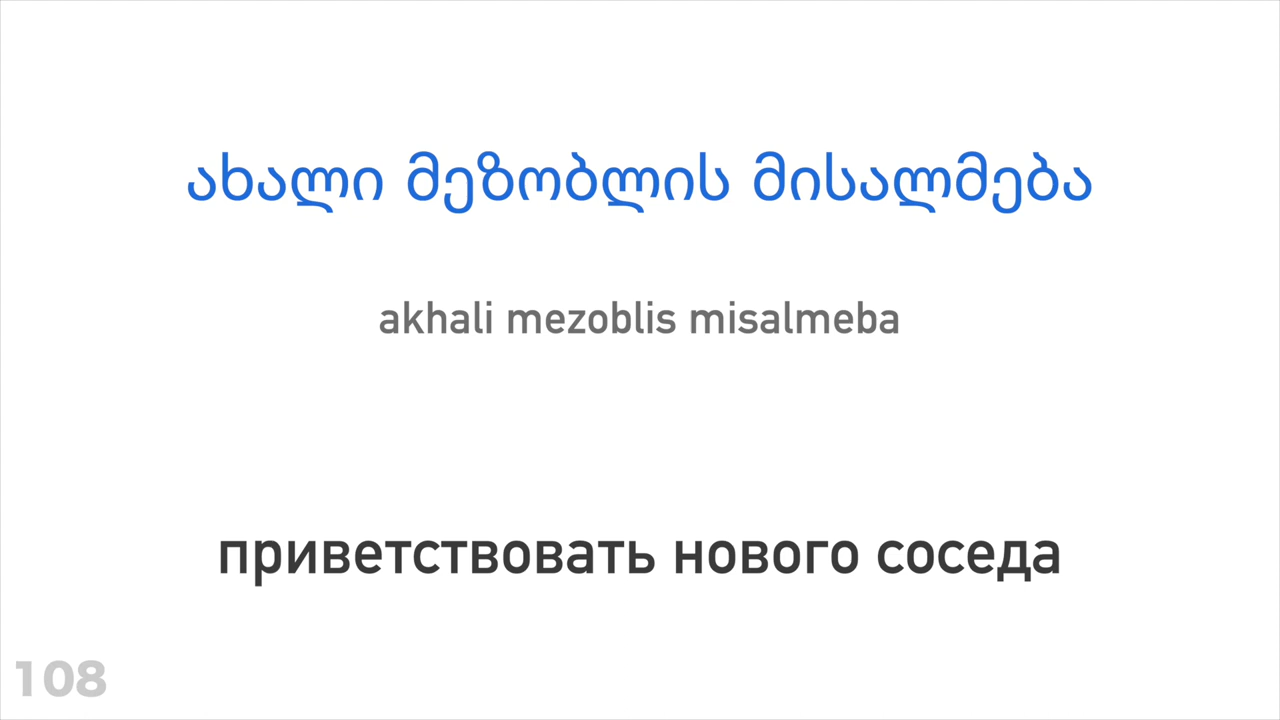 ახალი მეზობლის მისალმება
akhali mezoblis misalmeba
приветствовать нового соседа
108